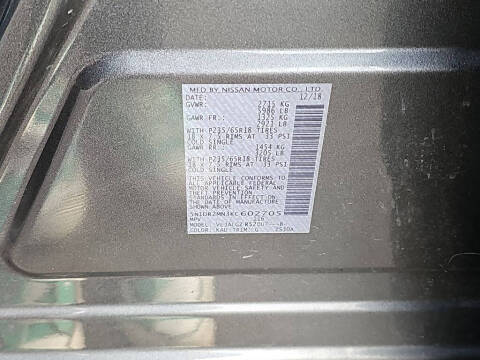 MFD BY NISSAN MOTOR CO., LTD.
DATE: 12/18
GVWR: 2715 KG
5986 LB
GAWR FR.: 1325 KG
2921 LB
WITH P235/65R18 TIRES
18 X 7.5 RIMS AT 33 PSI
COLD SINGLE
GAWR RR.: 1454 KG
3205 LB
WITH P235/65R18 TIRES
18 X 7.5 RIMS AT 33 PSI
COLD SINGLE
THIS VEHICLE CONFORMS TO
ALL APPLICABLE FEDERAL
MOTOR VEHICLE SAFETY AND
THEFT PREVENTION
STANDARDS IN EFFECT ON
THE DATE OF MANUFACTURE
SHOWN ABOVE.
5N1DR2MN3KC602705
MPV
COLOR: KAD TRIM: G